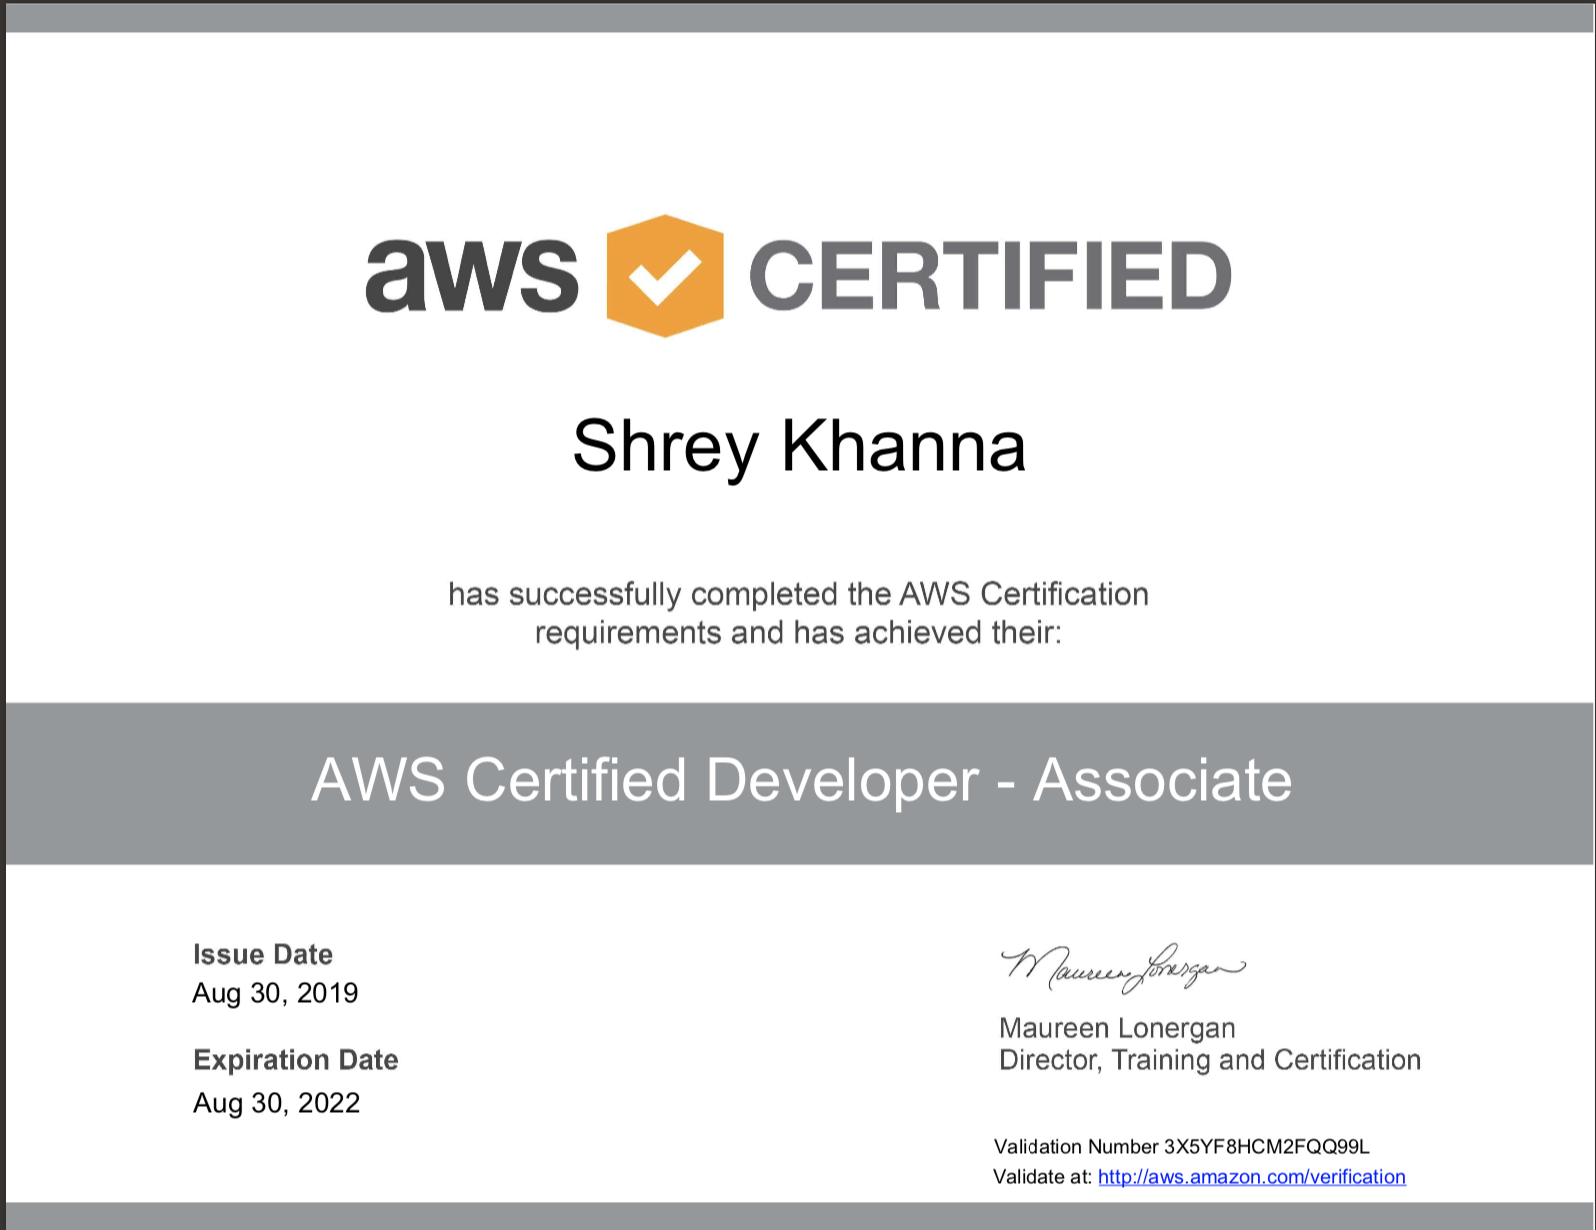 aws CERTIFIED
Shrey Khanna
has successfully completed the AWS Certification
requirements and has achieved their:
AWS Certified Developer - Associate
Issue Date
Aug 30, 2019
Expiration Date
Aug 30, 2022
Maureen Lonergan
Maureen Lonergan
Director, Training and Certification
Validation Number 3X5YF8HCM2FQQ99L
Validate at: http://aws.amazon.com/verification